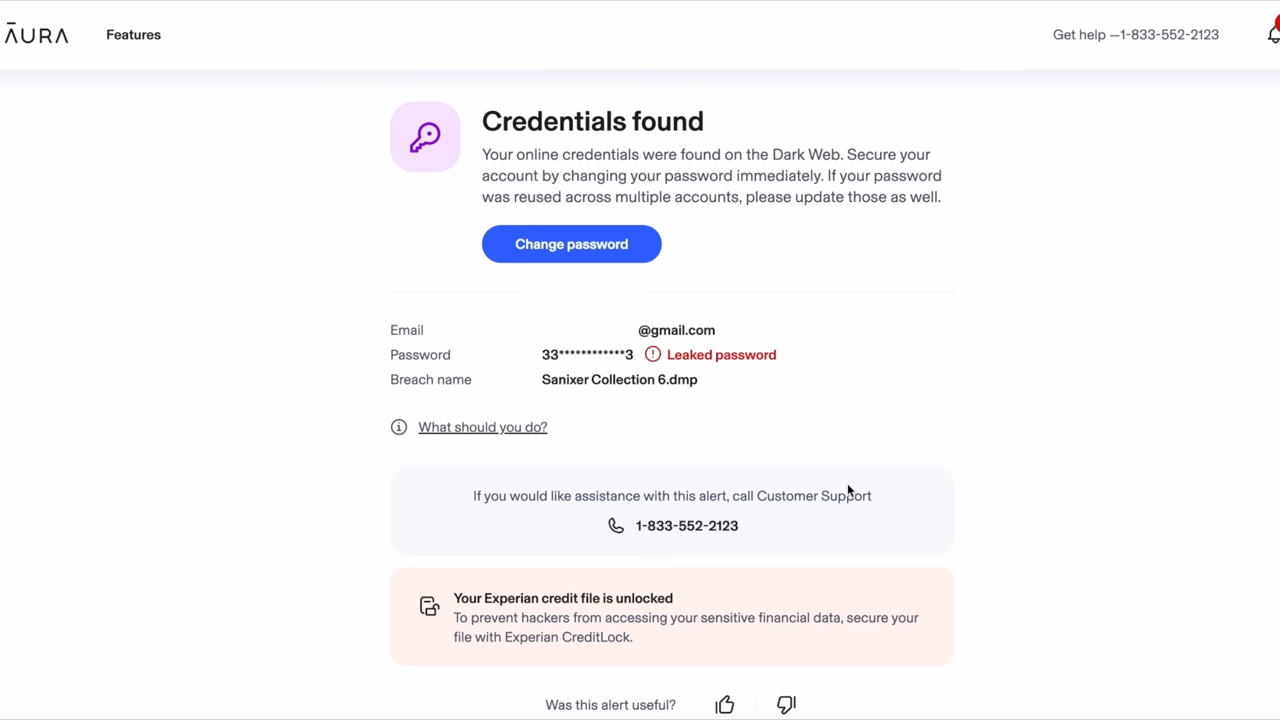 ĀURA
Features
Get help —1-833-552-2123
Credentials found
Your online credentials were found on the Dark Web. Secure your
account by changing your password immediately. If your password
was reused across multiple accounts, please update those as well.
Change password
Email @gmail.com
Password 33************3 Leaked password
Breach name Sanixer Collection 6.dmp
What should you do?
If you would like assistance with this alert, call Customer Support
1-833-552-2123
Your Experian credit file is unlocked
To prevent hackers from accessing your sensitive financial data, secure your
file with Experian CreditLock.
Was this alert useful?